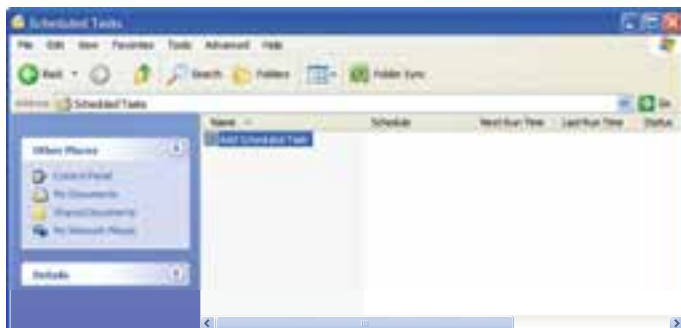 Scheduled Tasks
File Edit View Favorites Tools Advanced Help
Back Search Folders Folder Sync
Address Scheduled Tasks Go
Name Schedule Next Run Time Last Run Time Status
Add Scheduled Task
Other Places
Control Panel
My Documents
Shared Documents
My Network Places
Details